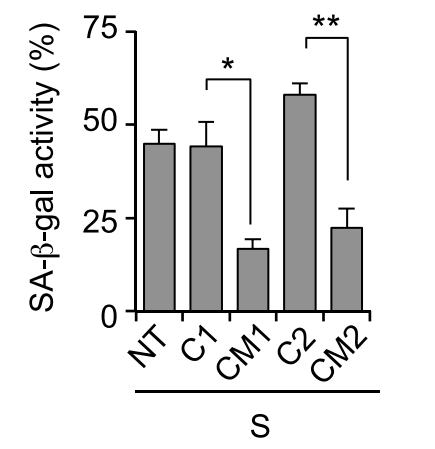 SA-β-gal activity (%)
75
50
25
0
*
**
NT
C1
CM1
C2
CM2
S